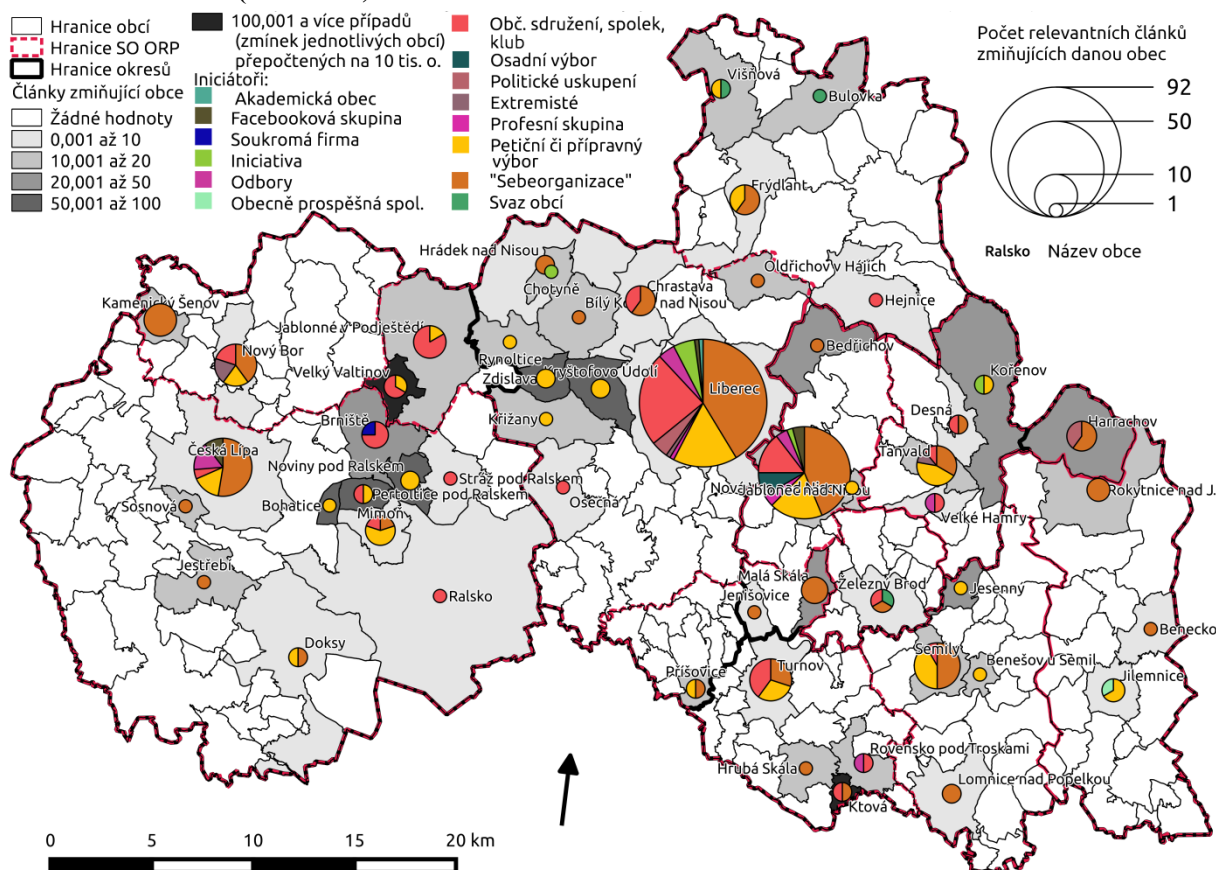 Hranice obcí
Hranice SO ORP
Hranice okresů
Články zmiňující obce
Žádné hodnoty
0,001 až 10
10,001 až 20
20,001 až 50
50,001 až 100
100,001 a více případů
(zmínek jednotlivých obcí)
přepočtených na 10 tis. o.
Iniciátoři:
Akademická obec
Facebooková skupina
Soukromá firma
Iniciativa
Odbory
Obecně prospěšná spol.
Obč. sdružení, spolek,
klub
Osadní výbor
Politické uskupení
Extremisté
Profesní skupina
Petiční či přípravný
výbor
"Sebeorganizace"
Svaz obcí
Počet relevantních článků
zmiňujících danou obec
92
50
10
1
Ralsko Název obce
Višňová
Bulovka
Frýdlant
Hrádek nad Nisou
Chotyně
Oldřichov v Hájích
Chrastava
Bílý
nad Nisou
Hejnice
Kamenický Šenov
Jablonné v Podještědí
Nový Bor
Rynoltice
Velký Valtinov
Zdislava
Kryštofovo Údolí
Bedřichov
Liberec
Kořenov
Křižany
Desná
Harrachov
Brniště
Česká Lípa
Tanvald
Noviny pod Ralskem
Stráž pod Ralskem
Jablonec nad Nisou
Rokytnice nad J.
Pertoltice pod Ralskem
Osečná
Sosnová
Bohatice
Mimoň
Velké Hamry
Jestřebí
Malá Skála
Železný Brod
Jesenný
Ralsko
Jenišovice
Benecko
Doksy
Semily
Benešov u Semil
Příšovice
Turnov
Jilemnice
Rovensko pod Troskami
Hrubá Skála
Lomnice nad Popelkou
Ktová
0
5
10
15
20 km